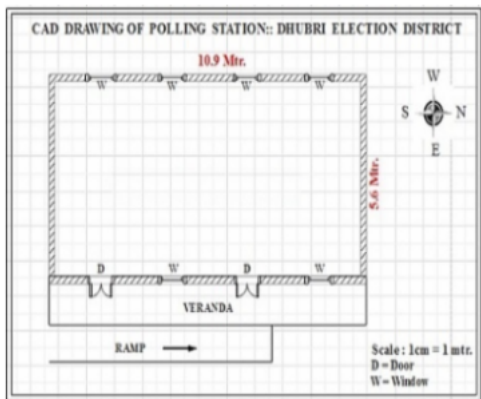 CAD DRAWING OF POLLING STATION:: DHUBRI ELECTION DISTRICT
10.9 Mtr.
W W W W
W
S N
E
5.6 Mtr.
D W D W
VERANDA
RAMP
Scale : 1cm = 1 mtr.
D = Door
W = Window